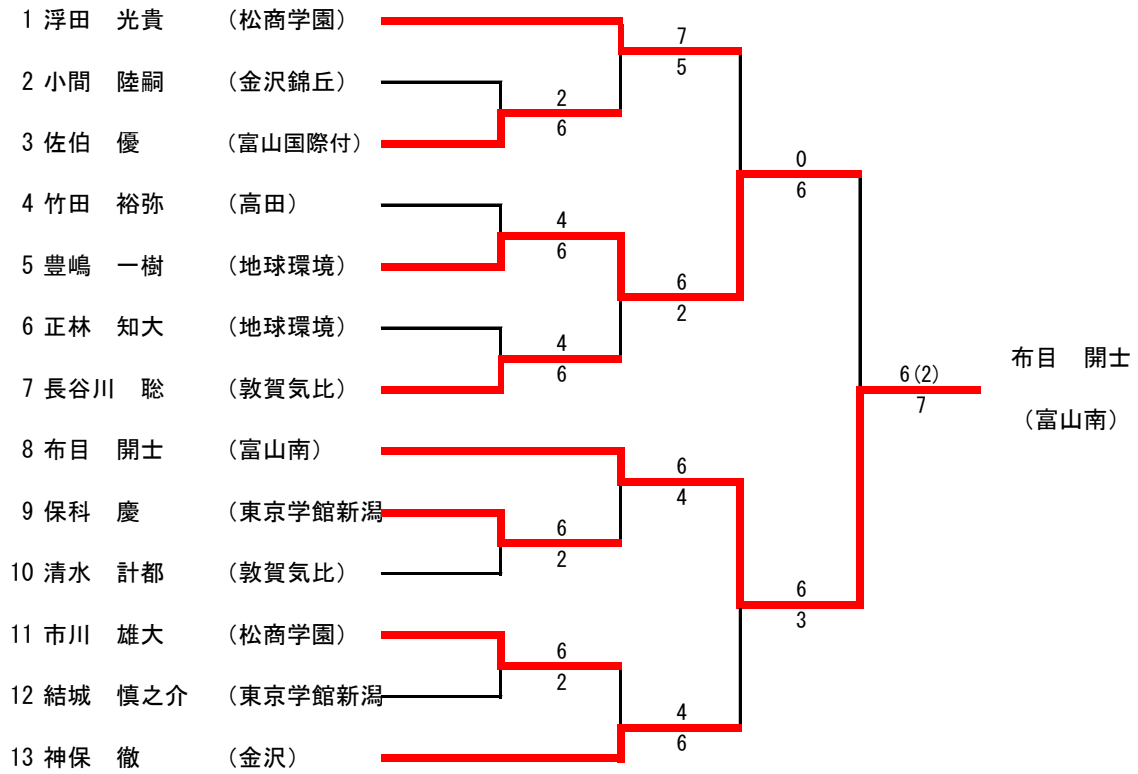 1 浮田 光貴 (松商学園)
7
5
2 小間 陸嗣 (金沢錦丘)
2
6
3 佐伯 優 (富山国際付)
0
6
4 竹田 裕弥 (高田)
4
6
5 豊嶋 一樹 (地球環境)
6
2
6 正林 知大 (地球環境)
4
6
7 長谷川 聡 (敦賀気比)
6(2)
7
布目 開士
(富山南)
8 布目 開士 (富山南)
6
4
9 保科 慶 (東京学館新潟
6
2
10 清水 計都 (敦賀気比)
6
3
11 市川 雄大 (松商学園)
6
2
12 結城 慎之介 (東京学館新潟
4
6
13 神保 徹 (金沢)